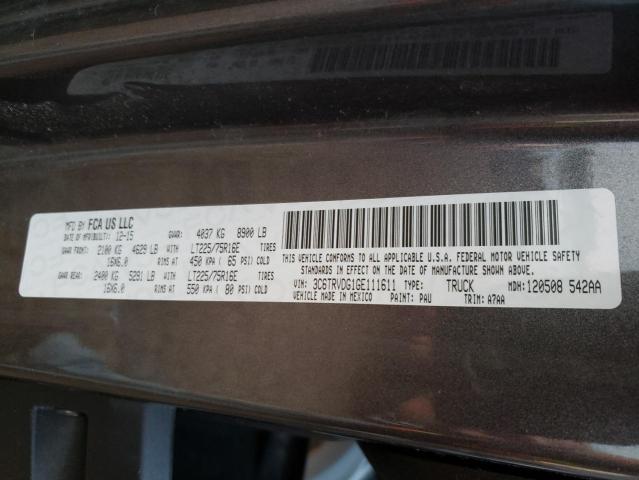 MFD BY FCA US LLC
DATE OF MFR/BUILT: 12-15 GVWR: 4037 KG 8900 LB
GAWR FRONT: 2100 KG 4629 LB WITH LT225/75R16E TIRES
16X6.0 RIMS AT 450 KPA ( 65 PSI) COLD
GAWR REAR: 2400 KG 5291 LB WITH LT225/75R16E TIRES
16X6.0 RIMS AT 550 KPA ( 80 PSI) COLD
THIS VEHICLE CONFORMS TO ALL APPLICABLE U.S.A. FEDERAL MOTOR VEHICLE SAFETY
STANDARDS IN EFFECT ON THE DATE OF MANUFACTURE SHOWN ABOVE.
VIN: 3C6TRVDG1GE111611 TYPE: TRUCK MDH: 120508 542AA
VEHICLE MADE IN MEXICO PAINT: PAU TRIM: A7AA